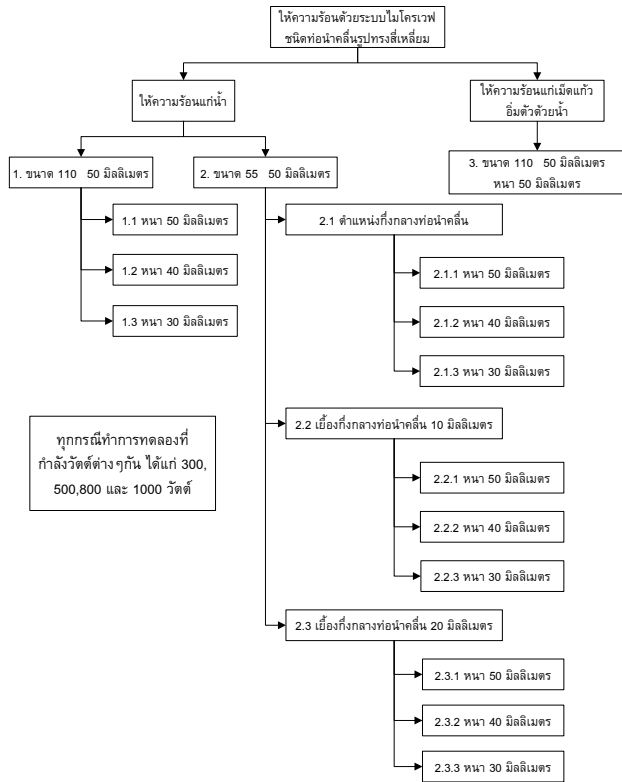 ให้ความร้อนด้วยระบบไมโครเวฟ
ชนิดท่อนำคลื่นรูปทรงสี่เหลี่ยม
ให้ความร้อนแก่น้ำ
ให้ความร้อนแก่เม็ดแก้ว
อิ่มตัวด้วยน้ำ
1. ขนาด 110 50 มิลลิเมตร
2. ขนาด 55 50 มิลลิเมตร
3. ขนาด 110 50 มิลลิเมตร
หนา 50 มิลลิเมตร
1.1 หนา 50 มิลลิเมตร
1.2 หนา 40 มิลลิเมตร
1.3 หนา 30 มิลลิเมตร
2.1 ตำแหน่งกึ่งกลางท่อนำคลื่น
2.1.1 หนา 50 มิลลิเมตร
2.1.2 หนา 40 มิลลิเมตร
2.1.3 หนา 30 มิลลิเมตร
2.2 เยื้องกึ่งกลางท่อนำคลื่น 10 มิลลิเมตร
2.2.1 หนา 50 มิลลิเมตร
2.2.2 หนา 40 มิลลิเมตร
2.2.3 หนา 30 มิลลิเมตร
2.3 เยื้องกึ่งกลางท่อนำคลื่น 20 มิลลิเมตร
2.3.1 หนา 50 มิลลิเมตร
2.3.2 หนา 40 มิลลิเมตร
2.3.3 หนา 30 มิลลิเมตร
ทุกกรณีทำการทดลองที่
กำลังวัตต์ต่างๆกัน ได้แก่ 300,
500,800 และ 1000 วัตต์